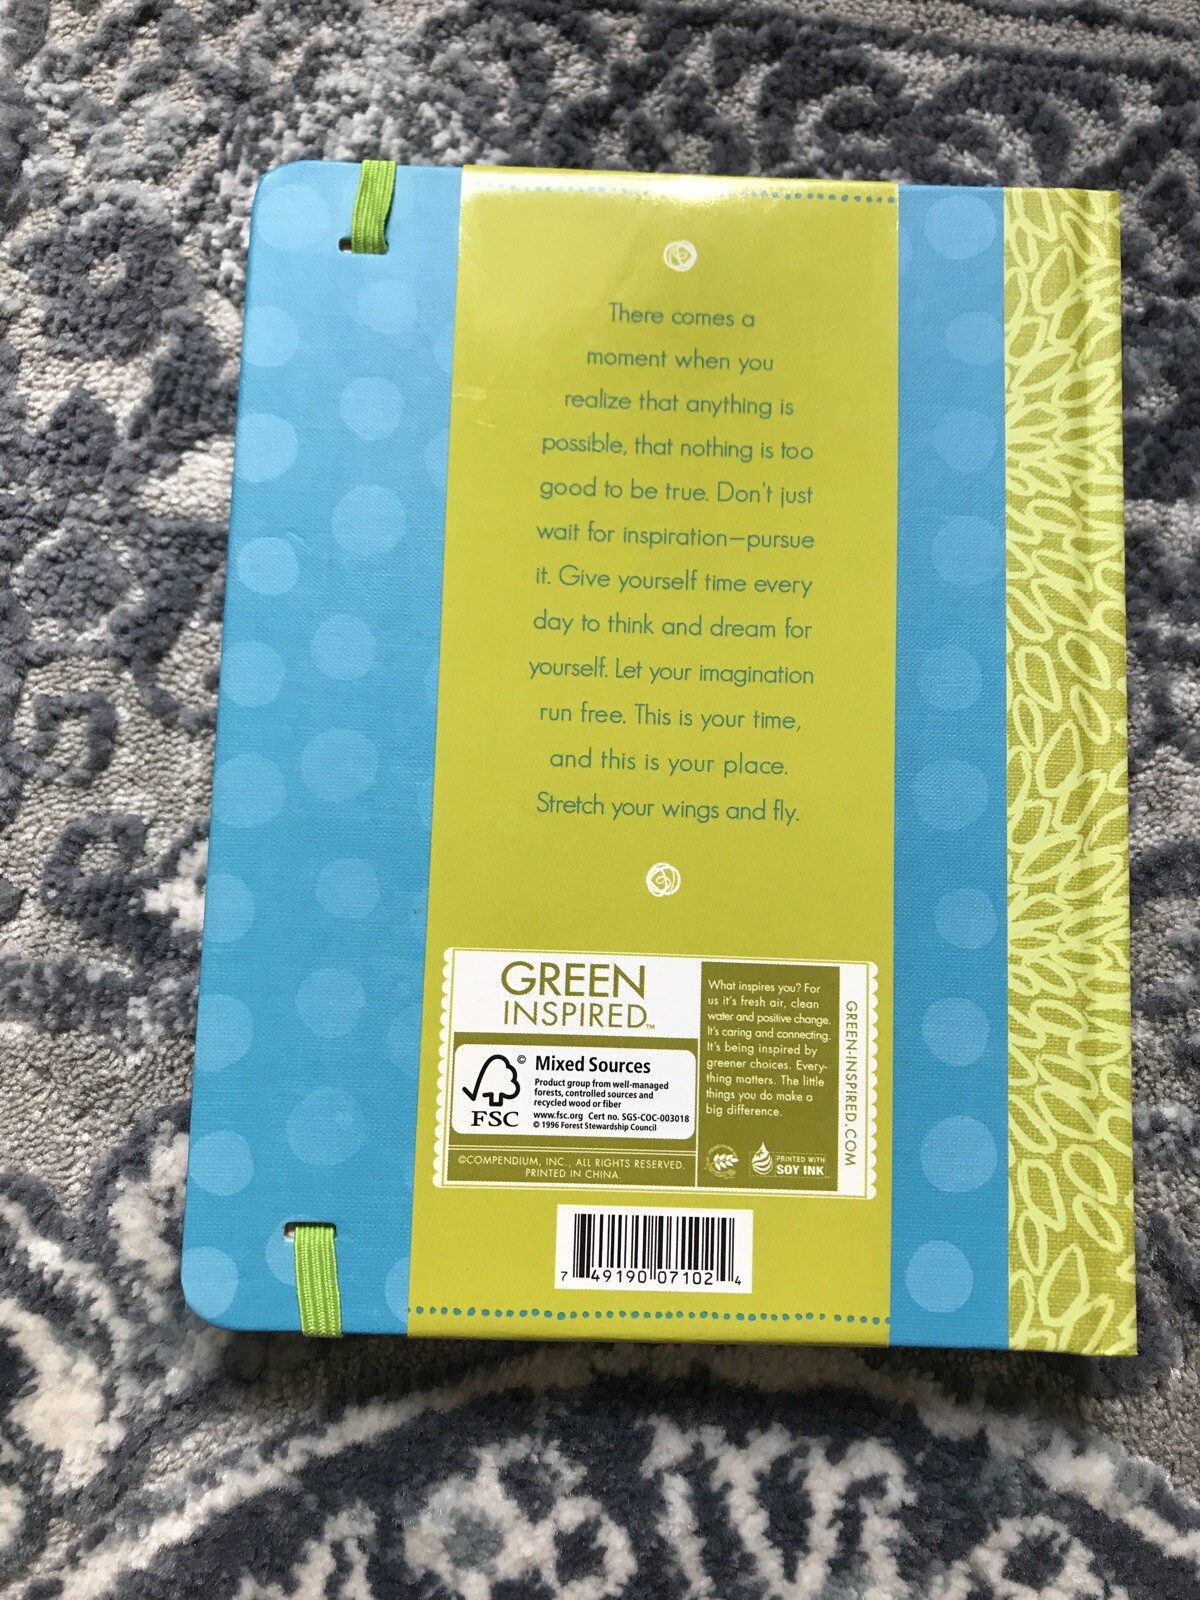 There comes a
moment when you
realize that anything is
possible, that nothing is too
good to be true. Don't just
wait for inspiration—pursue
it. Give yourself time every
day to think and dream for
yourself. Let your imagination
run free. This is your time,
and this is your place.
Stretch your wings and fly.
GREEN
INSPIRED™
©
Mixed Sources
Product group from well-managed
forests, controlled sources and
recycled wood or fiber
www.fsc.org Cert no. SGS-COC-003018
© 1996 Forest Stewardship Council
FSC
©COMPENDIUM, INC., ALL RIGHTS RESERVED.
PRINTED IN CHINA.
What inspires you? For
us it's fresh air, clean
water and positive change.
It's caring and connecting.
It's being inspired by
greener choices. Every-
thing matters. The little
things you do make a
big difference.
PRINTED WITH
SOY INK
GREEN-INSPIRED.COM
7 49190 07102 4